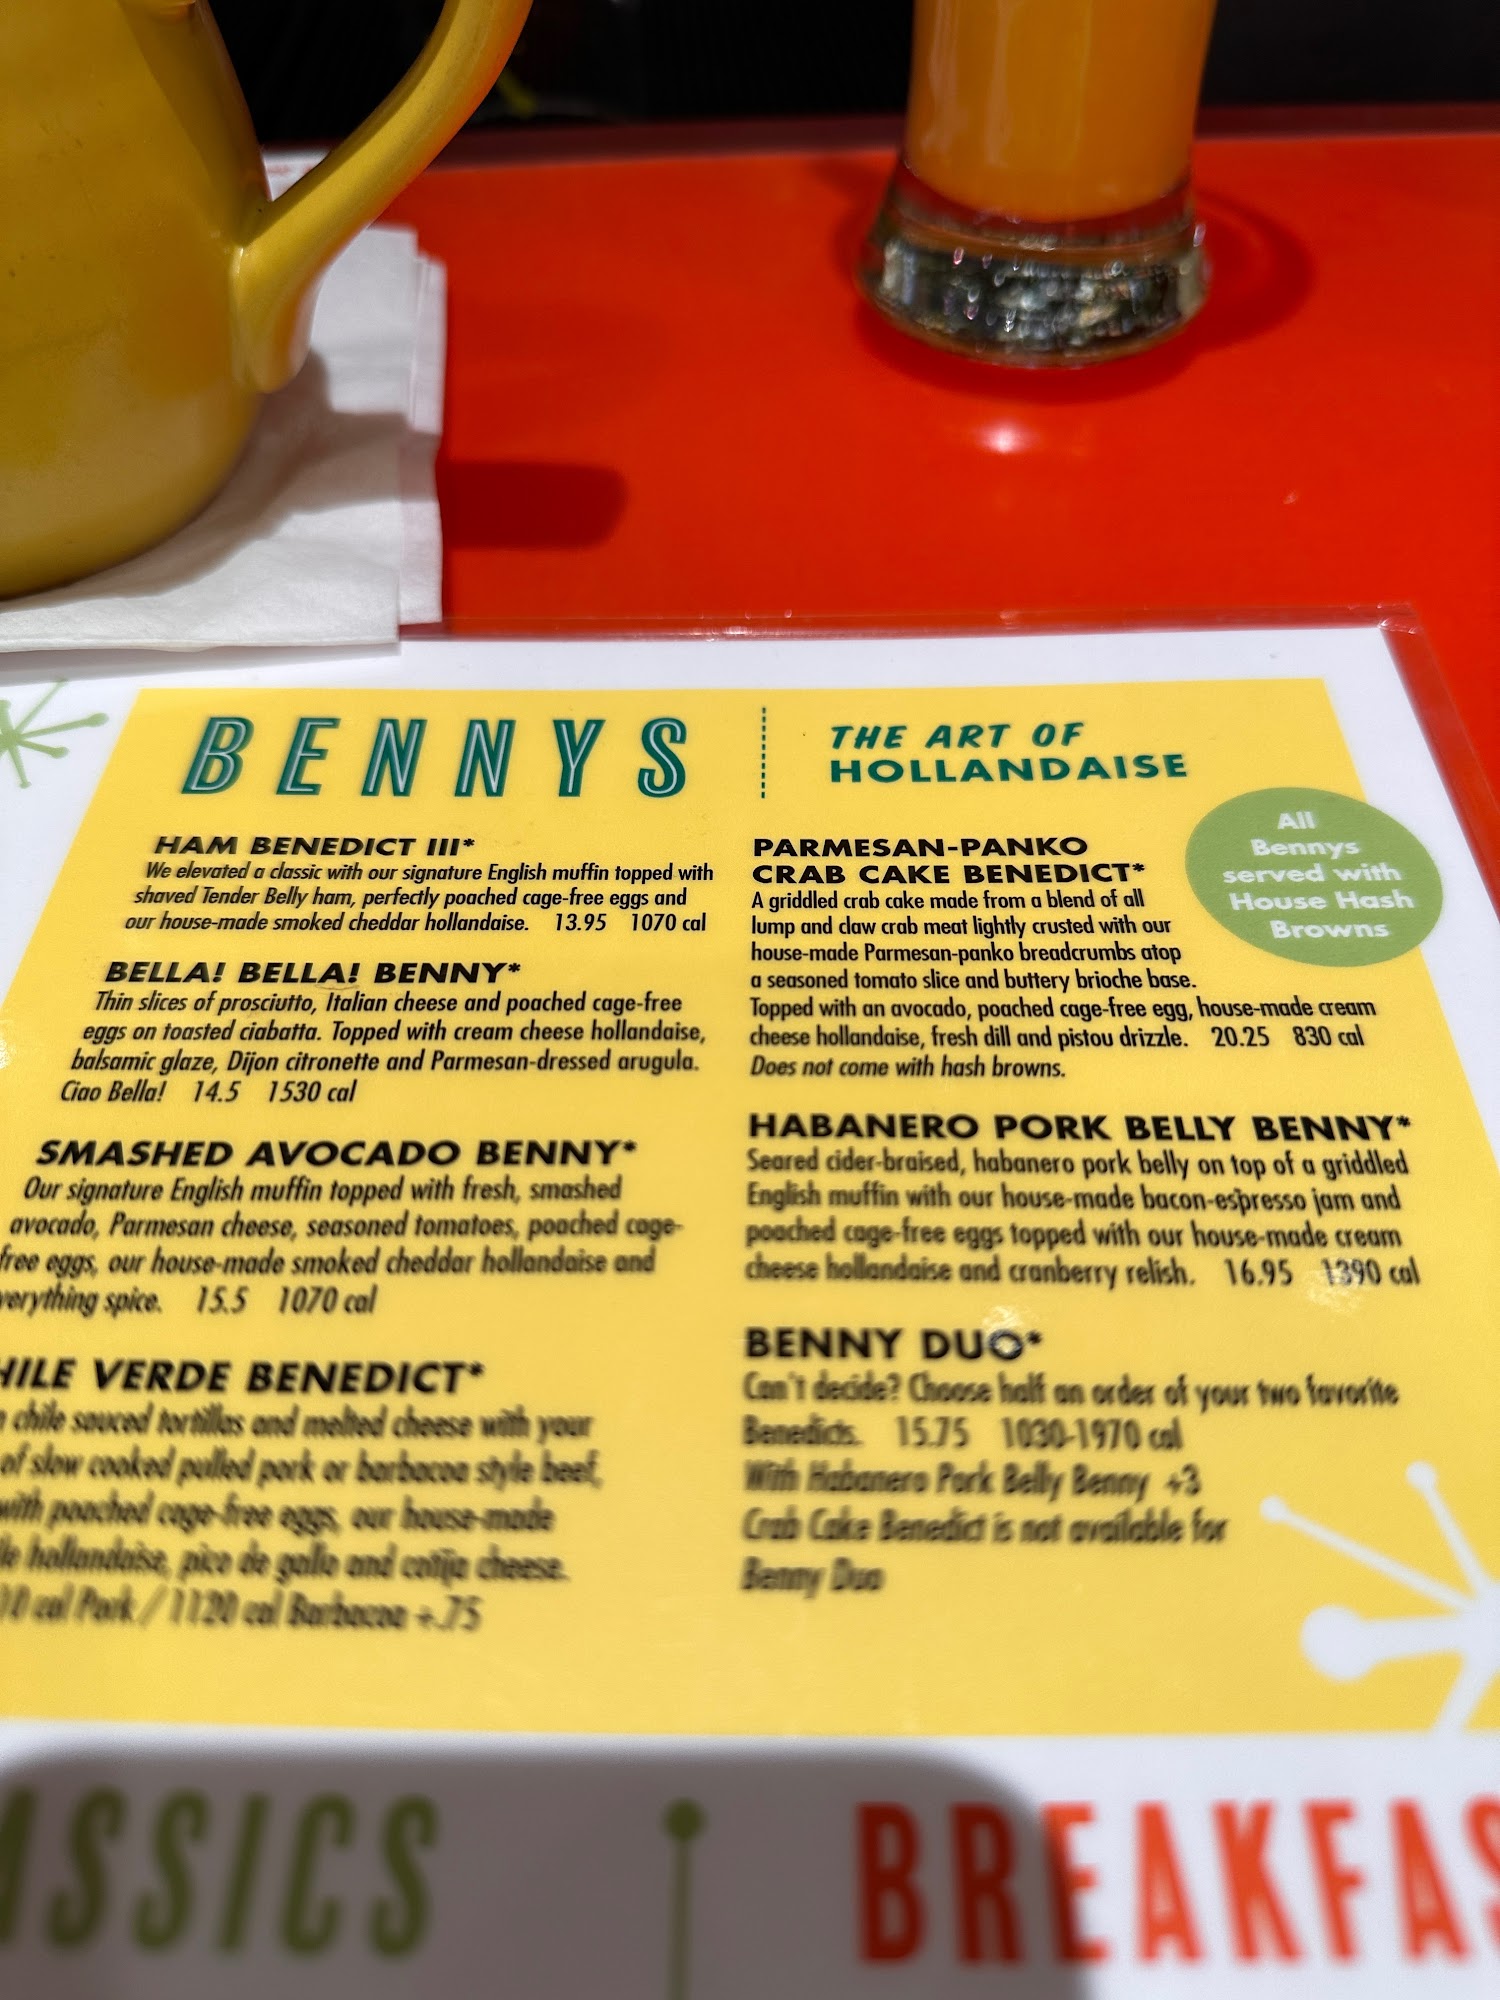 BENNYS
THE ART OF
HOLLANDAISE
HAM BENEDICT III*
We elevated a classic with our signature English muffin topped with
shaved Tender Belly ham, perfectly poached cage-free eggs and
our house-made smoked cheddar hollandaise. 13.95 1070 cal
BELLA! BELLA! BENNY*
Thin slices of prosciutto, Italian cheese and poached cage-free
eggs on toasted ciabatta. Topped with cream cheese hollandaise,
balsamic glaze, Dijon citronette and Parmesan-dressed arugula.
Ciao Bella! 14.5 1530 cal
SMASHED AVOCADO BENNY*
Our signature English muffin topped with fresh, smashed
avocado, Parmesan cheese, seasoned tomatoes, poached cage-
free eggs, our house-made smoked cheddar hollandaise and
verything spice. 15.5 1070 cal
HILE VERDE BENEDICT*
chile sauced tortillas and melted cheese with your
of slow cooked pulled pork or barbacoa style beef,
with poached cage-free eggs, our house-made
hollandaise, pico de gallo and cotija cheese.
10 cal Pork / 1120 cal Barbacoa +.75
PARMESAN-PANKO
CRAB CAKE BENEDICT*
A griddled crab cake made from a blend of all
lump and claw crab meat lightly crusted with our
house-made Parmesan-panko breadcrumbs atop
a seasoned tomato slice and buttery brioche base.
Topped with an avocado, poached cage-free egg, house-made cream
cheese hollandaise, fresh dill and pistou drizzle. 20.25 830 cal
Does not come with hash browns.
All
Bennys
served with
House Hash
Browns
HABANERO PORK BELLY BENNY*
Seared cider-braised, habanero pork belly on top of a griddled
English muffin with our house-made bacon-espresso jam and
poached cage-free eggs topped with our house-made cream
cheese hollandaise and cranberry relish. 16.95 1390 cal
BENNY DUO*
Can't decide? Choose half an order of your two favorite
Benedicts. 15.75 1030-1970 cal
With Habanero Pork Belly Benny +3
Crab Cake Benedict is not available for
Benny Duo
ASSICS
BREAKFAS